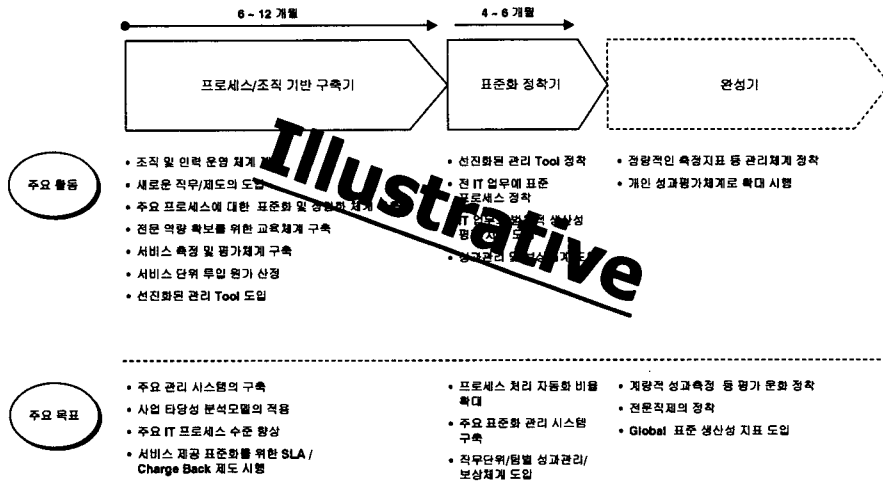 6 ~ 12 개월
4 ~ 6 개월
프로세스/조직 기반 구축기
표준화 정착기
완성기
주요 활동
• 조직 및 인력 운영 체계
• 새로운 직무/제도의 도입
• 주요 프로세스에 대한 표준화 및 체계
• 전문 역량 확보를 위한 교육체계 구축
• 서비스 측정 및 평가체계 구축
• 서비스 단위 투입 원가 산정
• 선진화된 관리 Tool 도입
• 선진화된 관리 Tool 정착
• 전 IT 업무에 표준
프로세스 정착
IT 생산성
• 성과관리 및
• 정량적인 측정지표 등 관리체계 정착
• 개인 성과평가체계로 확대 시행
Illustrative
주요 목표
• 주요 관리 시스템의 구축
• 사업 타당성 분석모델의 적용
• 주요 IT 프로세스 수준 향상
• 서비스 제공 표준화를 위한 SLA /
Charge Back 제도 시행
• 프로세스 처리 자동화 비율
확대
• 주요 표준화 관리 시스템
구축
• 직무단위/팀별 성과관리/
보상체계 도입
• 계량적 성과측정 등 평가 문화 정착
• 전문직제의 정착
• Global 표준 생산성 지표 도입